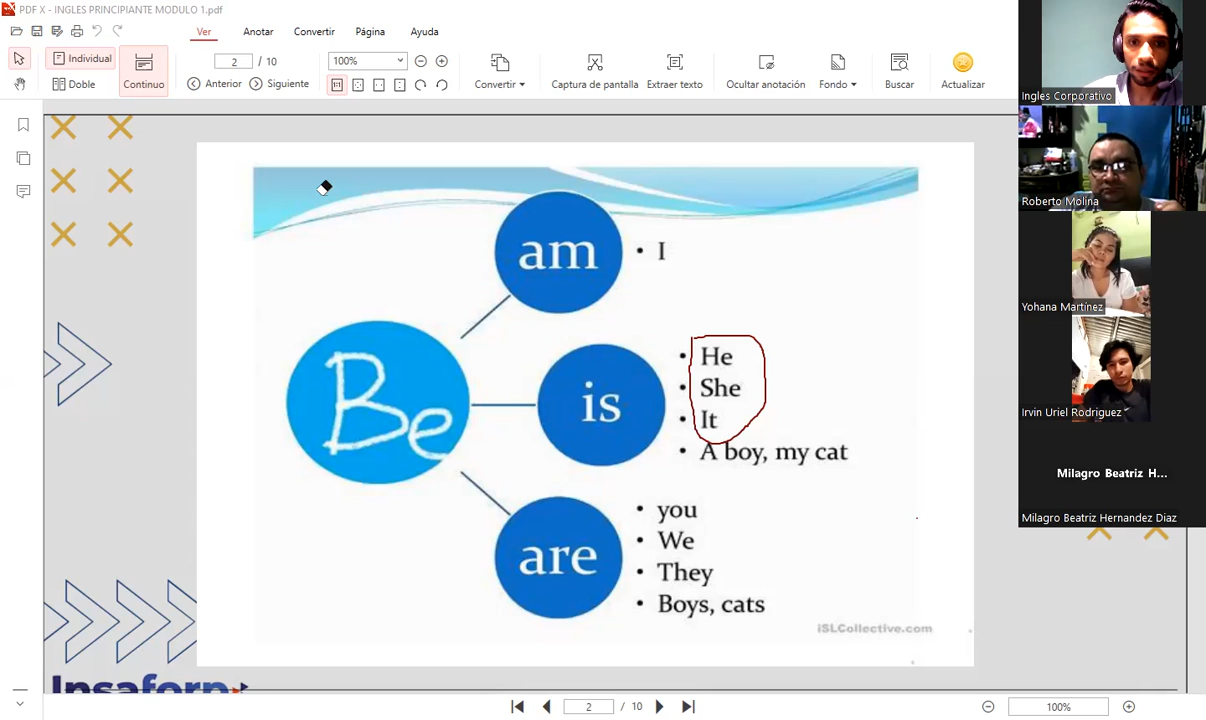 PDF X - INGLES PRINCIPIANTE MODULO 1.pdf
Ver Anotar Convertir Página Ayuda
Individual
Doble
Continuo
2 / 10
Anterior Siguiente
100%
Convertir
Captura de pantalla
Extraer texto
Ocultar anotación
Fondo
Buscar
Actualizar
am
• I
Be
is
• He
• She
• It
• A boy, my cat
are
• you
• We
• They
• Boys, cats
iSLCollective.com
Insaforp
2 / 10
100%
Ingles Corporativo
Roberto Molina
Yohana Martínez
Irvin Uriel Rodriguez
Milagro Beatriz H...
Milagro Beatriz Hernandez Diaz